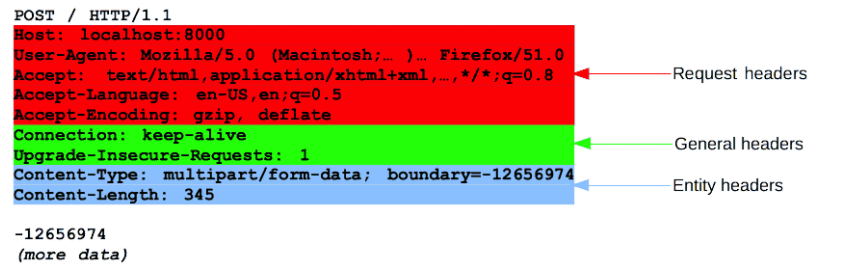 POST / HTTP/1.1
Host: localhost:8000
User-Agent: Mozilla/5.0 (Macintosh;… )… Firefox/51.0
Accept: text/html,application/xhtml+xml,…,*/*;q=0.8
Request headers
Accept-Language: en-US,en;q=0.5
Accept-Encoding: gzip, deflate
Connection: keep-alive
General headers
Upgrade-Insecure-Requests: 1
Content-Type: multipart/form-data; boundary=-12656974
Entity headers
Content-Length: 345
-12656974
(more data)